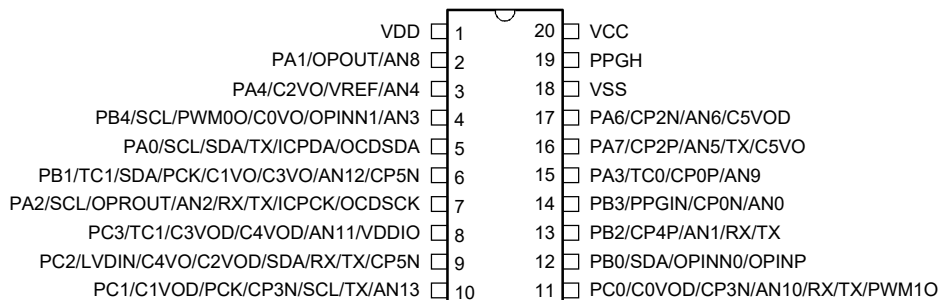 VDD 1 20 VCC
PA1/OPOUT/AN8 2 19 PPGH
PA4/C2VO/VREF/AN4 3 18 VSS
PB4/SCL/PWM0O/C0VO/OPINN1/AN3 4 17 PA6/CP2N/AN6/C5VOD
PA0/SCL/SDA/TX/ICPDA/OCDSDA 5 16 PA7/CP2P/AN5/TX/C5VO
PB1/TC1/SDA/PCK/C1VO/C3VO/AN12/CP5N 6 15 PA3/TC0/CP0P/AN9
PA2/SCL/OPROUT/AN2/RX/TX/ICPCK/OCDSCK 7 14 PB3/PPGIN/CP0N/AN0
PC3/TC1/C3VOD/C4VOD/AN11/VDDIO 8 13 PB2/CP4P/AN1/RX/TX
PC2/LVDIN/C4VO/C2VOD/SDA/RX/TX/CP5N 9 12 PB0/SDA/OPINN0/OPINP
PC1/C1VOD/PCK/CP3N/SCL/TX/AN13 10 11 PC0/C0VOD/CP3N/AN10/RX/TX/PWM1O